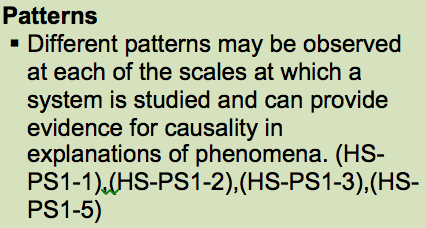 Patterns
▪ Different patterns may be observed
at each of the scales at which a
system is studied and can provide
evidence for causality in
explanations of phenomena. (HS-
PS1-1),(HS-PS1-2),(HS-PS1-3),(HS-
PS1-5)